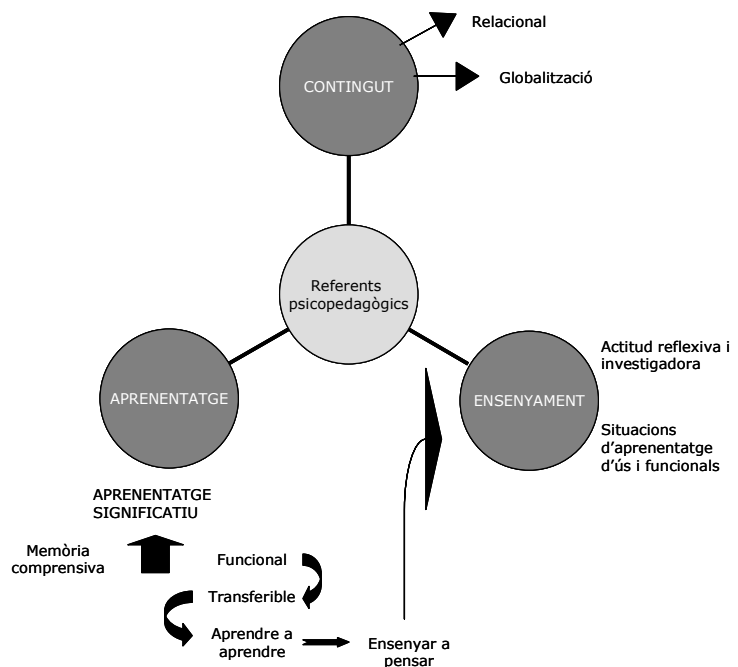 Relacional
CONTINGUT
Globalització
Referents
psicopedagògics
APRENENTATGE
ENSENYAMENT
Actitud reflexiva i
investigadora
Situacions
d'aprenentatge
d'ús i funcionals
APRENENTATGE
SIGNIFICATIU
Memòria
comprensiva
Funcional
Transferible
Aprendre a
aprendre
Ensenyar a
pensar